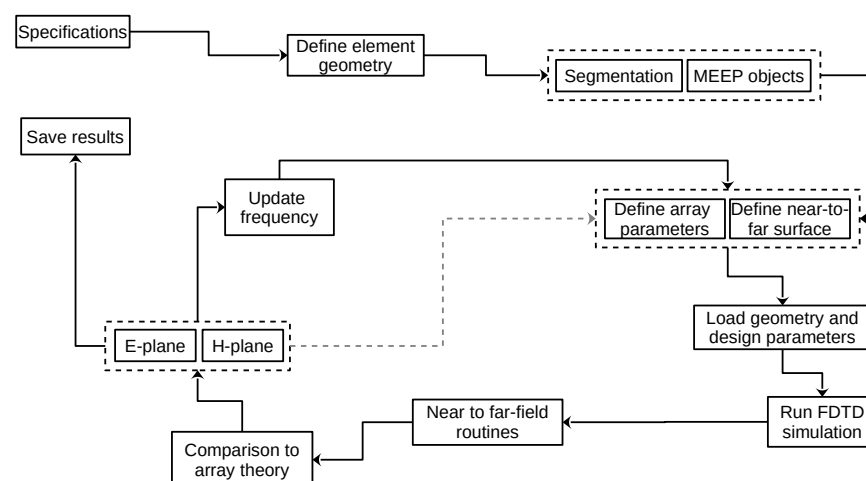 Specifications
Define element
geometry
Segmentation
MEEP objects
Save results
Update
frequency
Define array
parameters
Define near-to-
far surface
E-plane
H-plane
Load geometry and
design parameters
Near to far-field
routines
Run FDTD
simulation
Comparison to
array theory